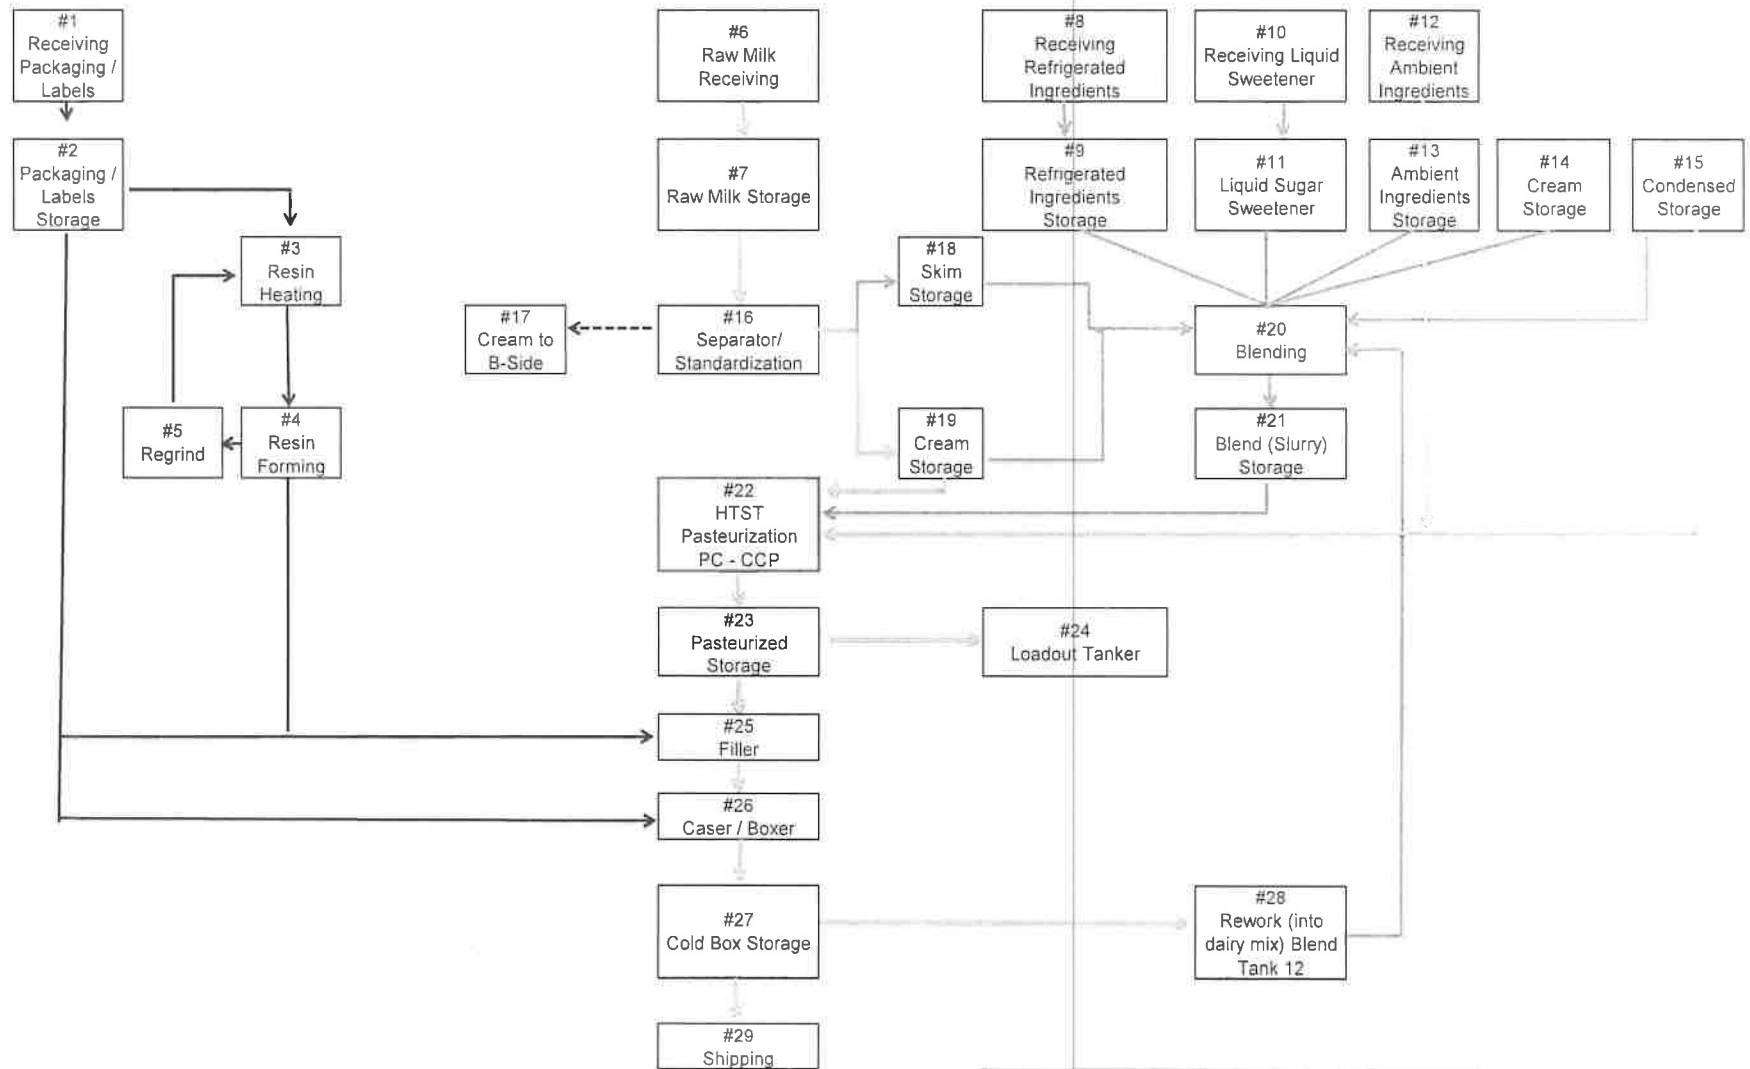 #1
Receiving
Packaging /
Labels
#6
Raw Milk
Receiving
#8
Receiving
Refrigerated
Ingredients
#10
Receiving Liquid
Sweetener
#12
Receiving
Ambient
Ingredients
#2
Packaging /
Labels
Storage
#7
Raw Milk Storage
#9
Refrigerated
Ingredients
Storage
#11
Liquid Sugar
Sweetener
#13
Ambient
Ingredients
Storage
#14
Cream
Storage
#15
Condensed
Storage
#3
Resin
Heating
#18
Skim
Storage
#17
Cream to
B-Side
#16
Separator/
Standardization
#20
Blending
#5
Regrind
#4
Resin
Forming
#19
Cream
Storage
#21
Blend (Slurry)
Storage
#22
HTST
Pasteurization
PC - CCP
#23
Pasteurized
Storage
#24
Loadout Tanker
#25
Filler
#26
Caser / Boxer
#27
Cold Box Storage
#28
Rework (into
dairy mix) Blend
Tank 12
#29
Shipping